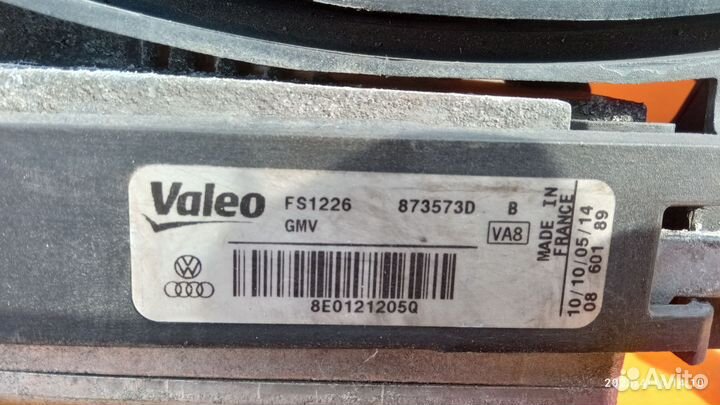 Valeo FS1226 873573D B
GMV VA8
8E0121205Q
MADE IN
FRANCE
10/10/05/14
08 601 89
Avito